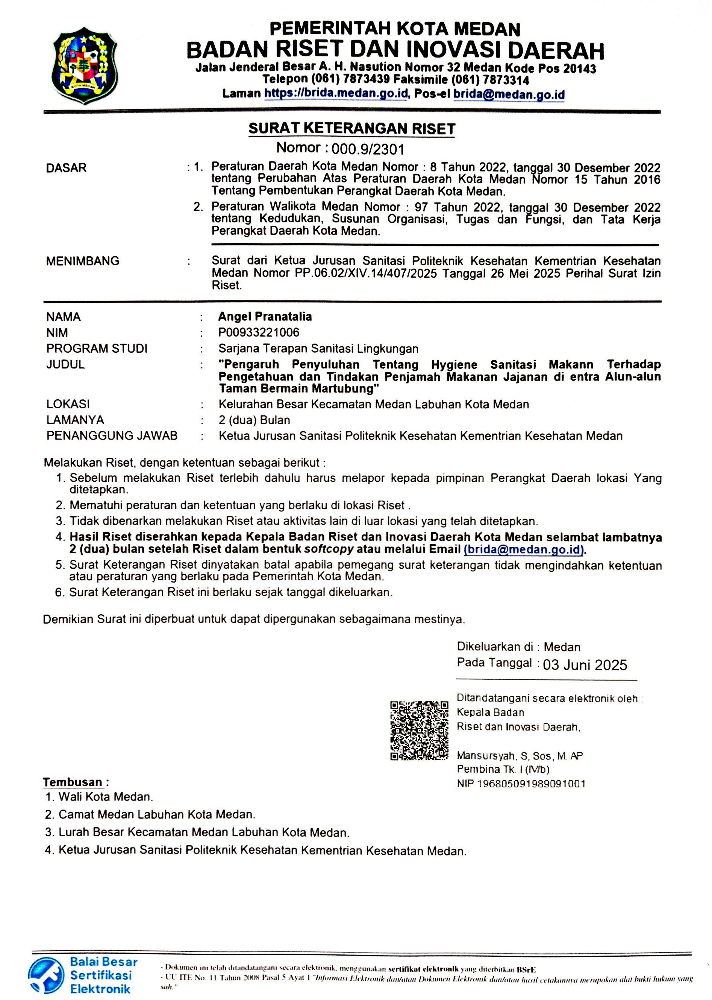 PEMERINTAH KOTA MEDAN
BADAN RISET DAN INOVASI DAERAH
Jalan Jenderal Besar A. H. Nasution Nomor 32 Medan Kode Pos 20143
Telepon (061) 7873439 Faksimile (061) 7873314
Laman https://brida.medan.go.id, Pos-el brida@medan.go.id
KOTA MEDAN
SURAT KETERANGAN RISET
Nomor : 000.9/2301
DASAR : 1. Peraturan Daerah Kota Medan Nomor : 8 Tahun 2022, tanggal 30 Desember 2022
tentang Perubahan Atas Peraturan Daerah Kota Medan Nomor 15 Tahun 2016
Tentang Pembentukan Perangkat Daerah Kota Medan.
2. Peraturan Walikota Medan Nomor : 97 Tahun 2022, tanggal 30 Desember 2022
tentang Kedudukan, Susunan Organisasi, Tugas dan Fungsi, dan Tata Kerja
Perangkat Daerah Kota Medan.
MENIMBANG : Surat dari Ketua Jurusan Sanitasi Politeknik Kesehatan Kementrian Kesehatan
Medan Nomor PP.06.02/XIV.14/407/2025 Tanggal 26 Mei 2025 Perihal Surat Izin
Riset.
NAMA : Angel Pranatalia
NIM : P00933221006
PROGRAM STUDI : Sarjana Terapan Sanitasi Lingkungan
JUDUL : "Pengaruh Penyuluhan Tentang Hygiene Sanitasi Makann Terhadap
Pengetahuan dan Tindakan Penjamah Makanan Jajanan di entra Alun-alun
Taman Bermain Martubung"
LOKASI : Kelurahan Besar Kecamatan Medan Labuhan Kota Medan
LAMANYA : 2 (dua) Bulan
PENANGGUNG JAWAB : Ketua Jurusan Sanitasi Politeknik Kesehatan Kementrian Kesehatan Medan
Melakukan Riset, dengan ketentuan sebagai berikut :
1. Sebelum melakukan Riset terlebih dahulu harus melapor kepada pimpinan Perangkat Daerah lokasi Yang
ditetapkan.
2. Mematuhi peraturan dan ketentuan yang berlaku di lokasi Riset .
3. Tidak dibenarkan melakukan Riset atau aktivitas lain di luar lokasi yang telah ditetapkan.
4. Hasil Riset diserahkan kepada Kepala Badan Riset dan Inovasi Daerah Kota Medan selambat lambatnya
2 (dua) bulan setelah Riset dalam bentuk softcopy atau melalui Email (brida@medan.go.id).
5. Surat Keterangan Riset dinyatakan batal apabila pemegang surat keterangan tidak mengindahkan ketentuan
atau peraturan yang berlaku pada Pemerintah Kota Medan.
6. Surat Keterangan Riset ini berlaku sejak tanggal dikeluarkan.
Demikian Surat ini diperbuat untuk dapat dipergunakan sebagaimana mestinya.
Dikeluarkan di : Medan
Pada Tanggal : 03 Juni 2025
Ditandatangani secara elektronik oleh :
Kepala Badan
Riset dan Inovasi Daerah,
Mansursyah, S, Sos, M. AP
Pembina Tk. I (IV/b)
NIP 196805091989091001
Tembusan :
1. Wali Kota Medan.
2. Camat Medan Labuhan Kota Medan.
3. Lurah Besar Kecamatan Medan Labuhan Kota Medan.
4. Ketua Jurusan Sanitasi Politeknik Kesehatan Kementrian Kesehatan Medan.
Balai Besar
Sertifikasi
Elektronik
- Dokumen ini telah ditandatangani secara elektronik. menggunakan sertifikat elektronik yang diterbitkan BSrE
- UU ITE No. 11 Tahun 2008 Pasal 5 Ayat 1 "Informasi Elektronik dan/atau Dokumen Elektronik dan/atau hasil cetakannya merupakan alat bukti hukum yang
sah."